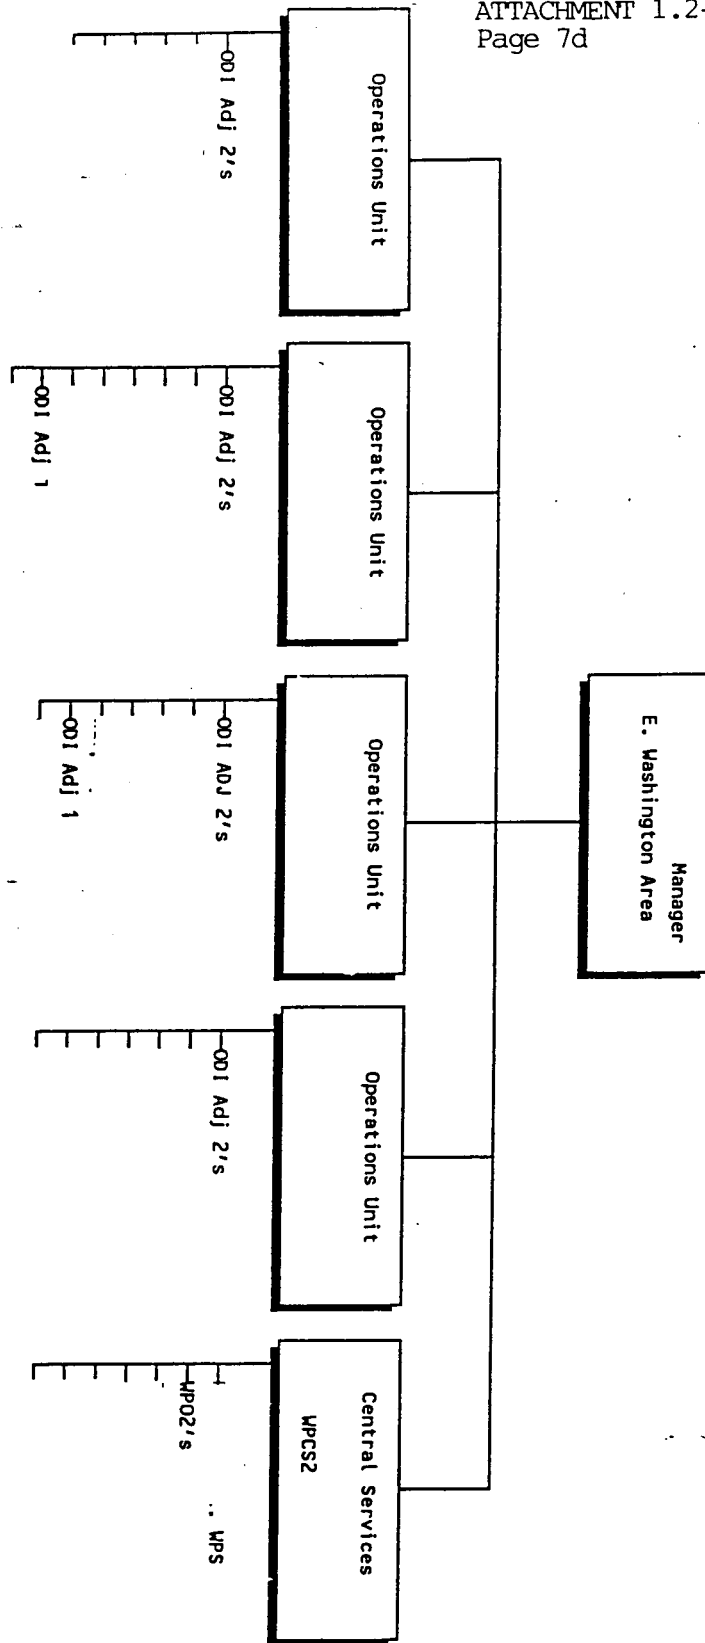 ATTACHMENT 1.2-
Page 7d
Manager
E. Washington Area
Operations Unit
ODI Adj 2's
Operations Unit
ODI Adj 2's
ODI Adj 1
Operations Unit
ODI ADJ 2's
ODI Adj 1
Operations Unit
ODI Adj 2's
Central Services
WPCS2
WPS
WPO2's